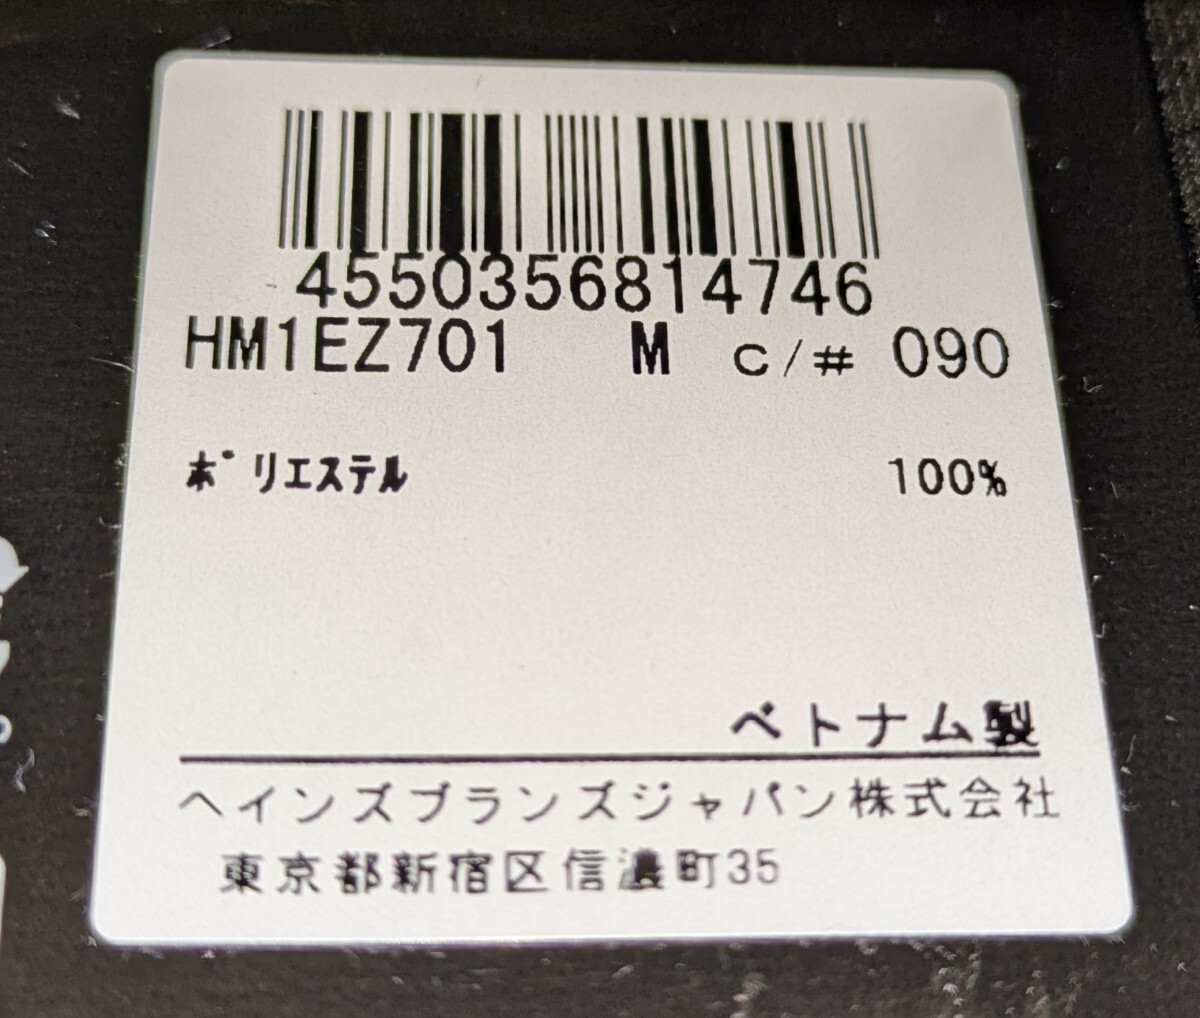 4550356814746
HM1EZ701 M C/# 090
ポリエステル 100%
ベトナム製
ヘインズブランズジャパン株式会社
東京都新宿区信濃町35